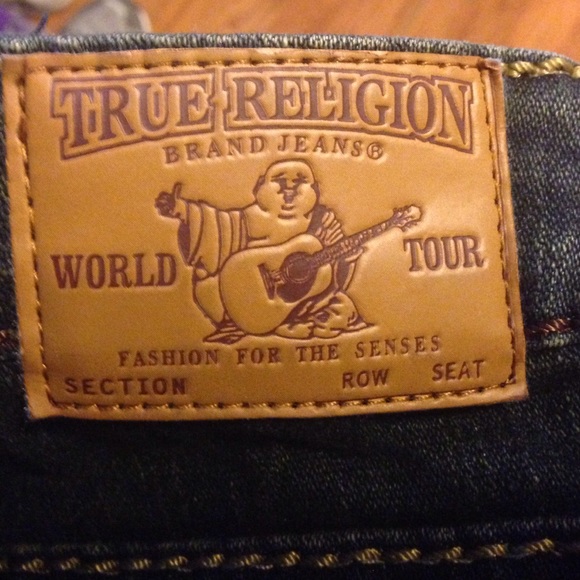 TRUE RELIGION
BRAND JEANS®
WORLD TOUR
FASHION FOR THE SENSES
SECTION ROW SEAT